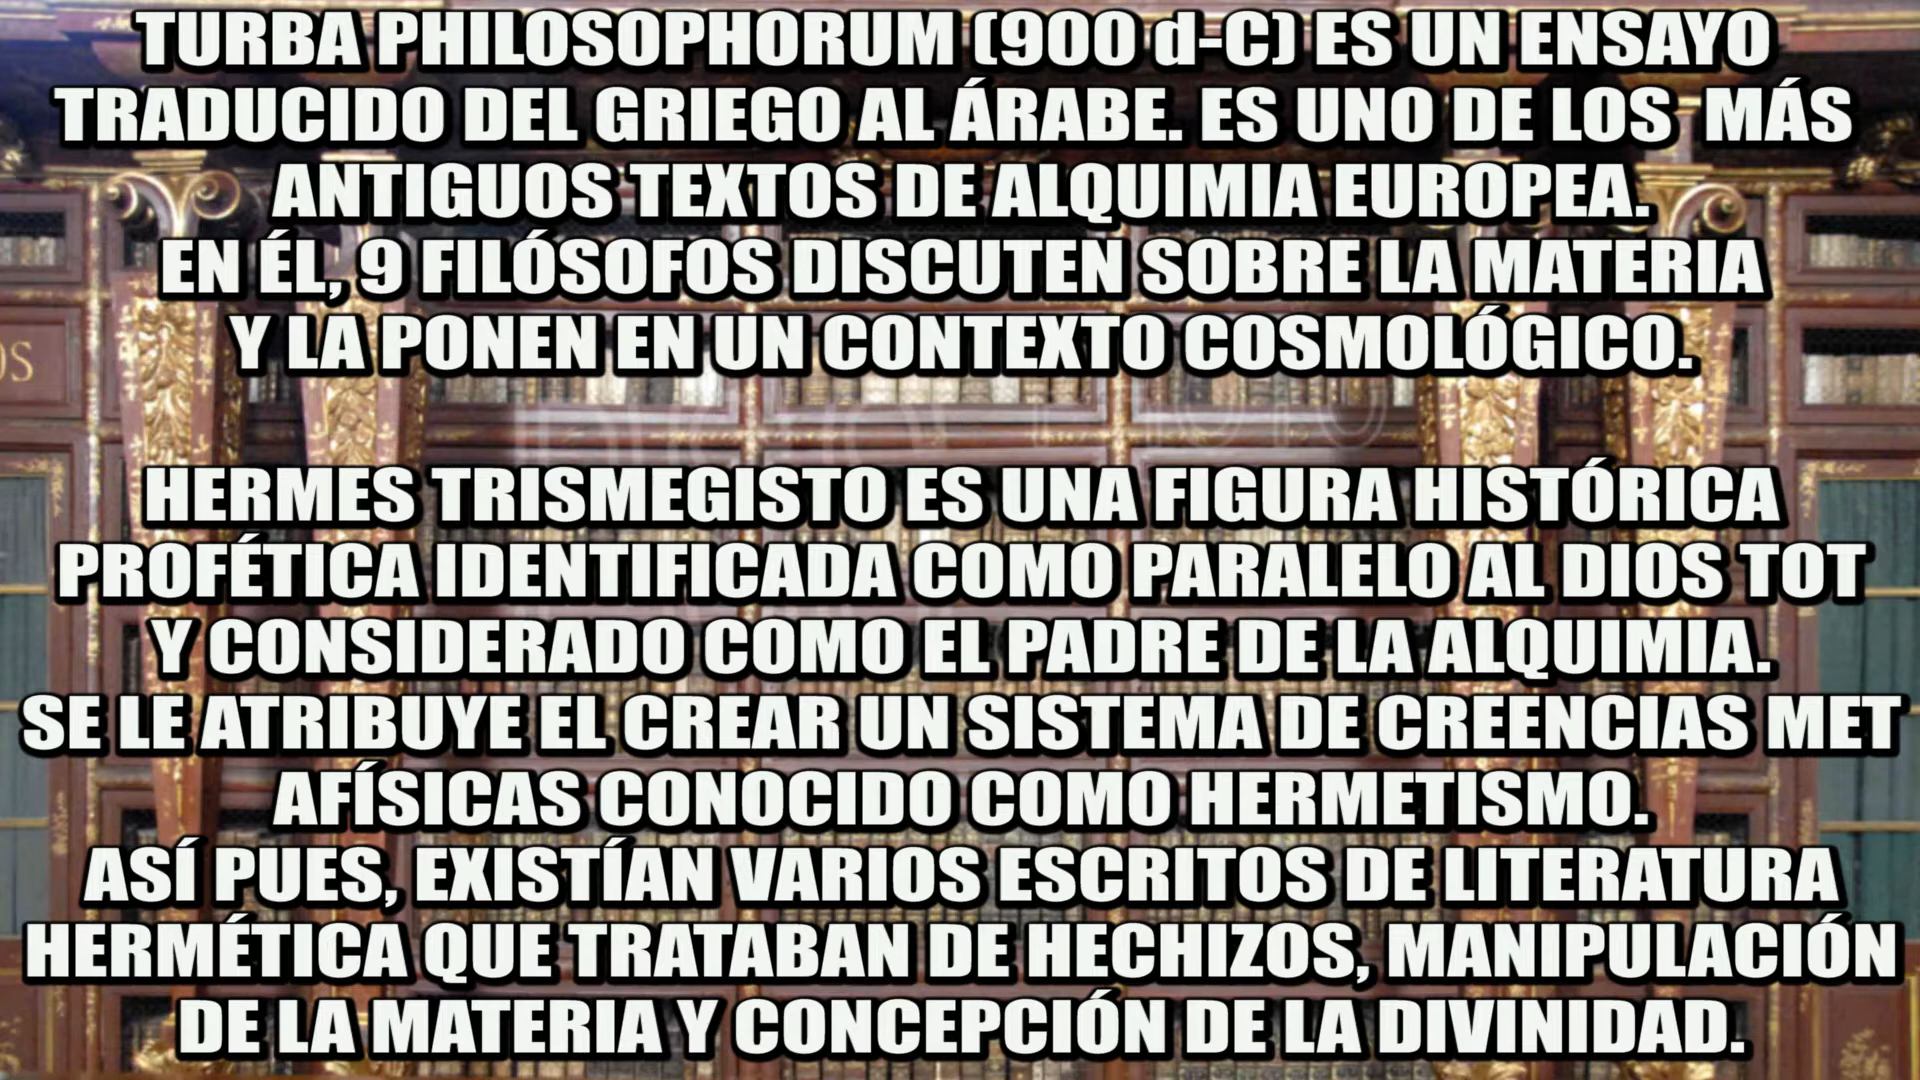 TURBA PHILOSOPHORUM (900 d-C) ES UN ENSAYO
TRADUCIDO DEL GRIEGO AL ÁRABE. ES UNO DE LOS MÁS
ANTIGUOS TEXTOS DE ALQUIMIA EUROPEA.
EN ÉL, 9 FILÓSOFOS DISCUTEN SOBRE LA MATERIA
Y LA PONEN EN UN CONTEXTO COSMOLÓGICO.
HERMES TRISMEGISTO ES UNA FIGURA HISTÓRICA
PROFÉTICA IDENTIFICADA COMO PARALELO AL DIOS TOT
Y CONSIDERADO COMO EL PADRE DE LA ALQUIMIA.
SE LE ATRIBUYE EL CREAR UN SISTEMA DE CREENCIAS MET
AFÍSICAS CONOCIDO COMO HERMETISMO.
ASÍ PUES, EXISTÍAN VARIOS ESCRITOS DE LITERATURA
HERMÉTICA QUE TRATABAN DE HECHIZOS, MANIPULACIÓN
DE LA MATERIA Y CONCEPCIÓN DE LA DIVINIDAD.